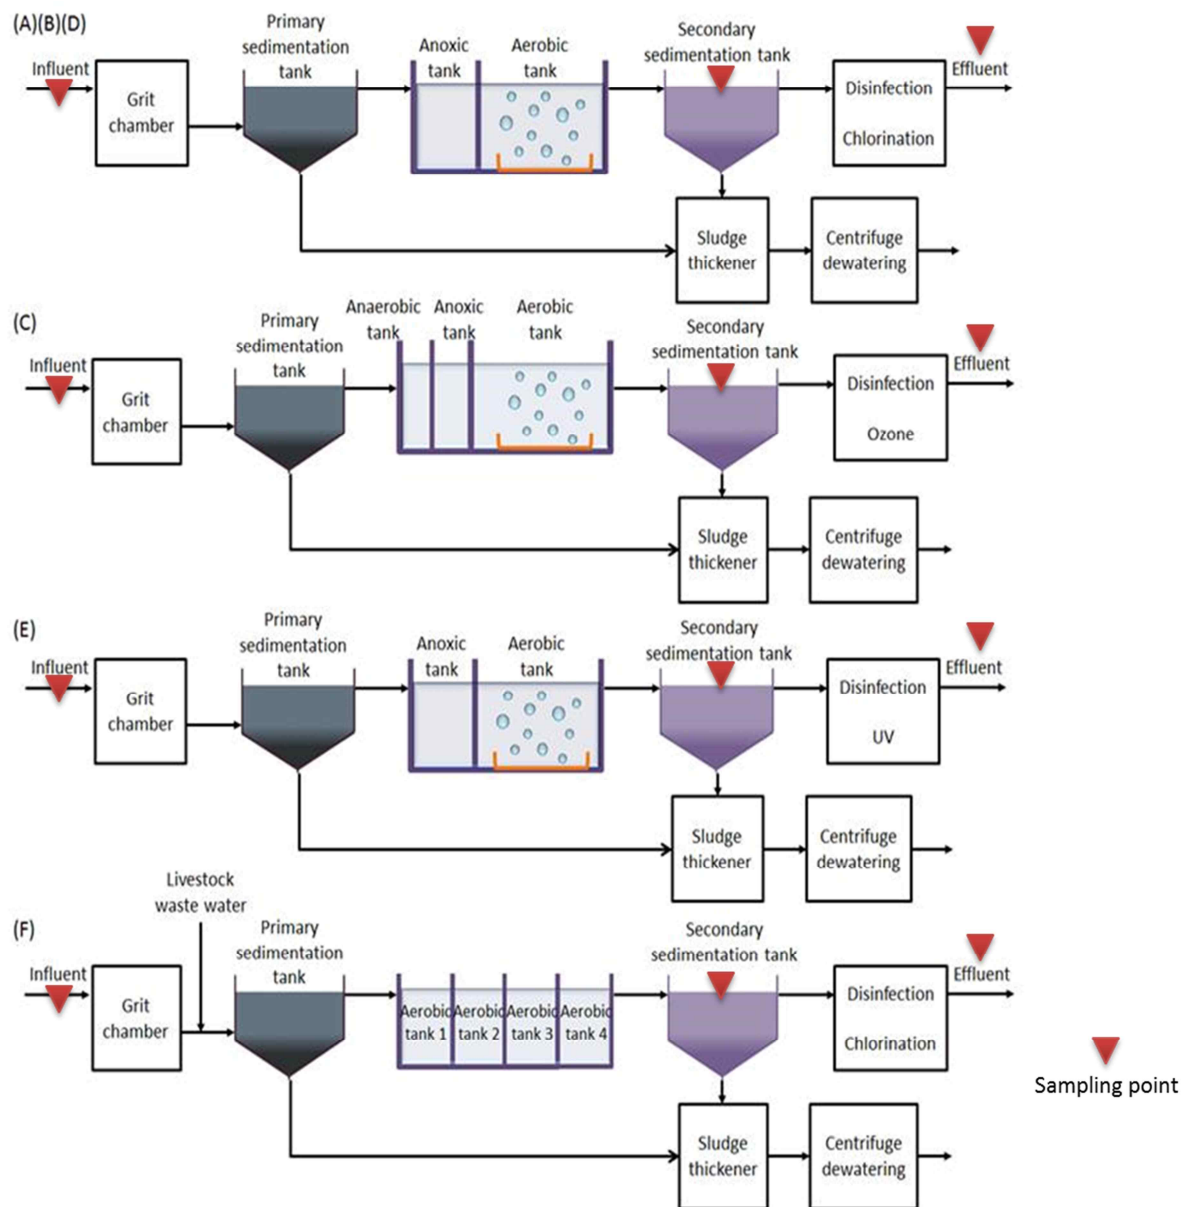 (A)(B)(D)
Influent
Grit
chamber
Primary
sedimentation
tank
Anoxic
tank
Aerobic
tank
Secondary
sedimentation tank
Disinfection
Chlorination
Effluent
Sludge
thickener
Centrifuge
dewatering
(C)
Influent
Grit
chamber
Primary
sedimentation
tank
Anaerobic
tank
Anoxic
tank
Aerobic
tank
Secondary
sedimentation tank
Disinfection
Ozone
Effluent
Sludge
thickener
Centrifuge
dewatering
(E)
Influent
Grit
chamber
Primary
sedimentation
tank
Anoxic
tank
Aerobic
tank
Secondary
sedimentation tank
Disinfection
UV
Effluent
Sludge
thickener
Centrifuge
dewatering
(F)
Influent
Grit
chamber
Livestock
waste water
Primary
sedimentation
tank
Aerobic
tank 1
Aerobic
tank 2
Aerobic
tank 3
Aerobic
tank 4
Secondary
sedimentation tank
Disinfection
Chlorination
Effluent
Sludge
thickener
Centrifuge
dewatering
Sampling point